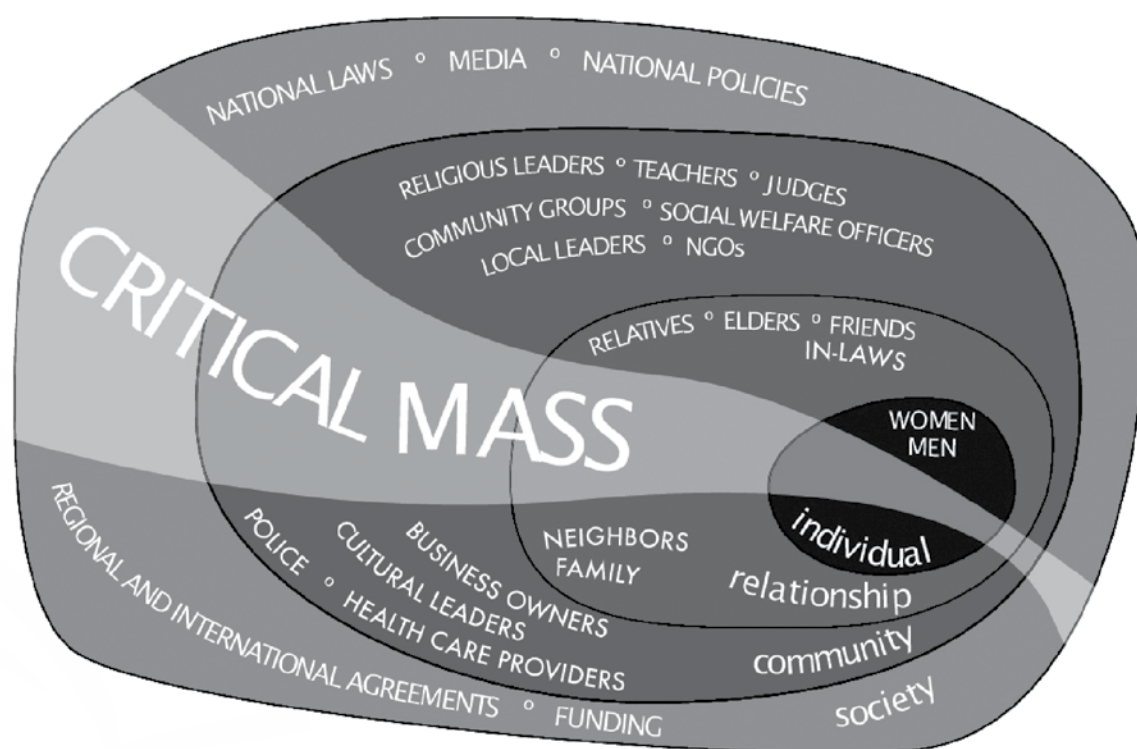 NATIONAL LAWS ° MEDIA ° NATIONAL POLICIES
RELIGIOUS LEADERS ° TEACHERS ° JUDGES
COMMUNITY GROUPS ° SOCIAL WELFARE OFFICERS
LOCAL LEADERS ° NGOs
RELATIVES ° ELDERS ° FRIENDS
IN-LAWS
WOMEN
MEN
CRITICAL MASS
individual
NEIGHBORS
FAMILY
relationship
BUSINESS OWNERS
CULTURAL LEADERS
POLICE ° HEALTH CARE PROVIDERS
community
REGIONAL AND INTERNATIONAL AGREEMENTS ° FUNDING
society